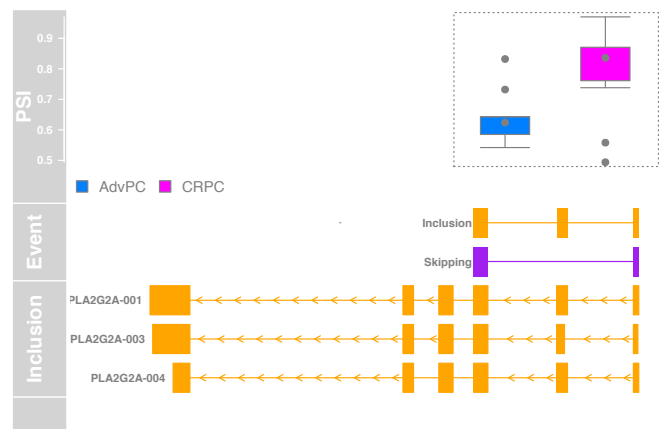 PSI
0.9
0.8
0.7
0.6
0.5
AdvPC CRPC
Event
Inclusion
Skipping
Inclusion
PLA2G2A-001
PLA2G2A-003
PLA2G2A-004